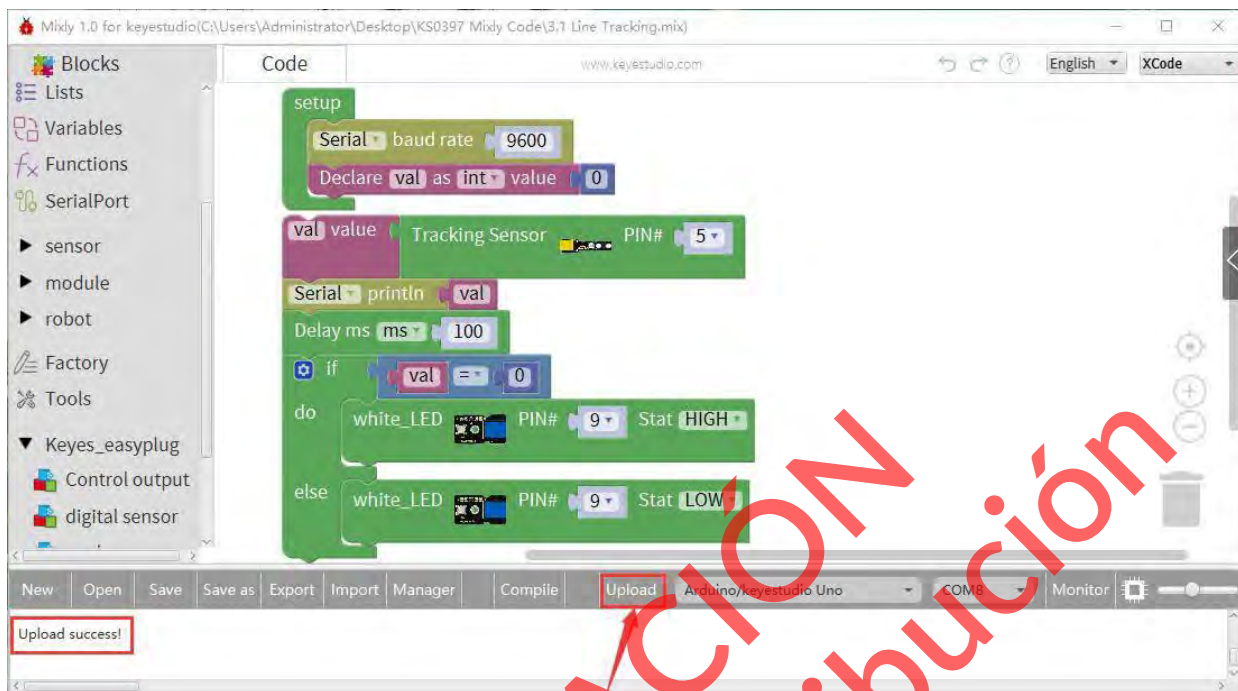 Mixly 1.0 for keyestudio(C:\Users\Administrator\Desktop\KS0397 Mixly Code\3.1 Line Tracking.mix)
Blocks
Code
www.keyestudio.com
English
XCode
Lists
Variables
Functions
SerialPort
sensor
module
robot
Factory
Tools
Keyes_easyplug
Control output
digital sensor
setup
Serial baud rate 9600
Declare val as int value 0
val value Tracking Sensor PIN# 5
Serial println val
Delay ms ms 100
if val = 0
do white_LED PIN# 9 Stat HIGH
else white_LED PIN# 9 Stat LOW
New Open Save Save as Export Import Manager Compile Upload Arduino/keyestudio Uno COM8 Monitor
Upload success!